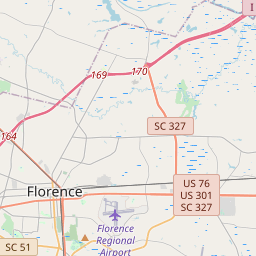 I
169
170
164
SC 327
Florence
US 76
US 301
SC 327
Florence
Regional
Airport
SC 51